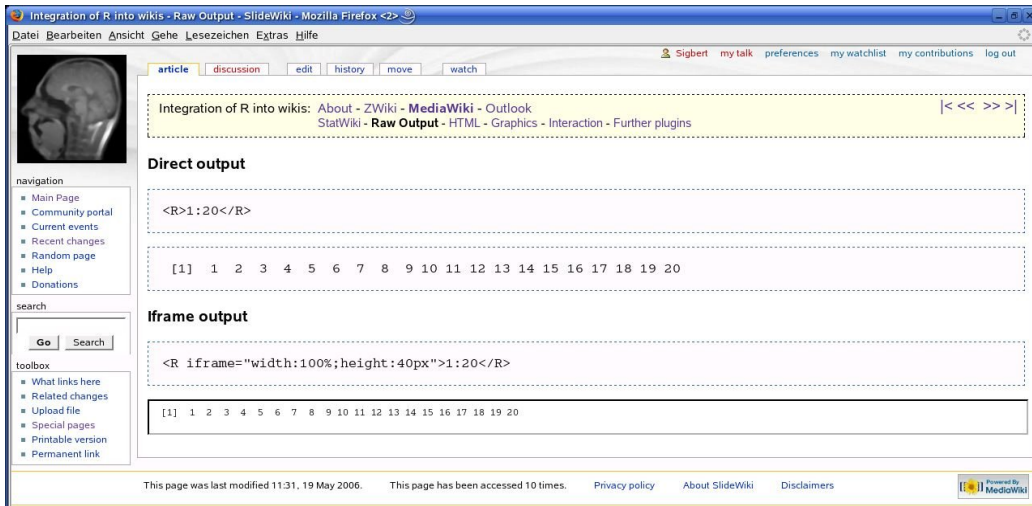 Integration of R into wikis - Raw Output - SlideWiki - Mozilla Firefox <2>
Datei Bearbeiten Ansicht Gehe Lesezeichen Extras Hilfe
Sigbert my talk preferences my watchlist my contributions log out
article discussion edit history move watch
Integration of R into wikis: About - ZWiki - MediaWiki - Outlook |< << >> >|
StatWiki - Raw Output - HTML - Graphics - Interaction - Further plugins
Direct output
<R>1:20</R>
[1] 1 2 3 4 5 6 7 8 9 10 11 12 13 14 15 16 17 18 19 20
Iframe output
<R iframe="width:100%;height:40px">1:20</R>
[1] 1 2 3 4 5 6 7 8 9 10 11 12 13 14 15 16 17 18 19 20
navigation
Main Page
Community portal
Current events
Recent changes
Random page
Help
Donations
search
Go Search
toolbox
What links here
Related changes
Upload file
Special pages
Printable version
Permanent link
This page was last modified 11:31, 19 May 2006. This page has been accessed 10 times. Privacy policy About SlideWiki Disclaimers
Powered By
MediaWiki